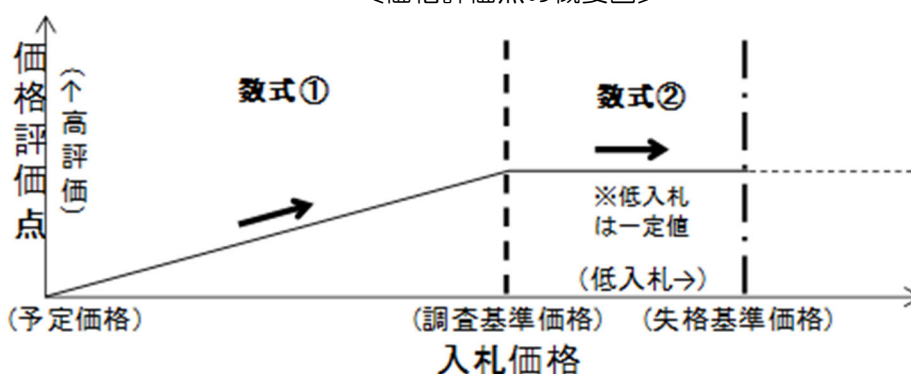 価格評価点
(↑高評価)
数式①
数式②
※低入札
は一定値
(低入札→)
(予定価格)
(調査基準価格)
(失格基準価格)
入札価格